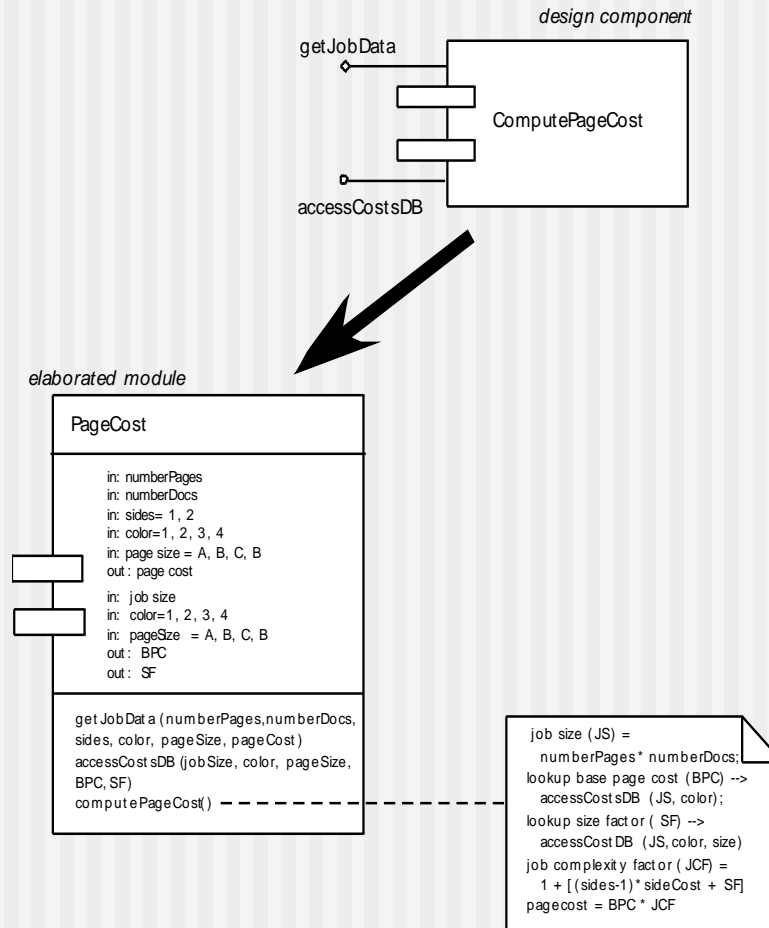 design component
getJobData
ComputePageCost
accessCostsDB
elaborated module
PageCost
in: numberPages
in: numberDocs
in: sides= 1, 2
in: color=1, 2, 3, 4
in: page size = A, B, C, B
out: page cost
in: job size
in: color=1, 2, 3, 4
in: pageSize = A, B, C, B
out: BPC
out: SF
getJobData (numberPages,numberDocs,
sides, color, pageSize, pageCost)
accessCostsDB (jobSize, color, pageSize,
BPC, SF)
computePageCost()
job size (JS) =
numberPages* numberDocs;
lookup base page cost (BPC) -->
accessCostsDB (JS, color);
lookup size factor ( SF) -->
accessCostDB (JS, color, size)
job complexity factor ( JCF) =
1 + [ (sides-1)* sideCost + SF]
pagecost = BPC * JCF